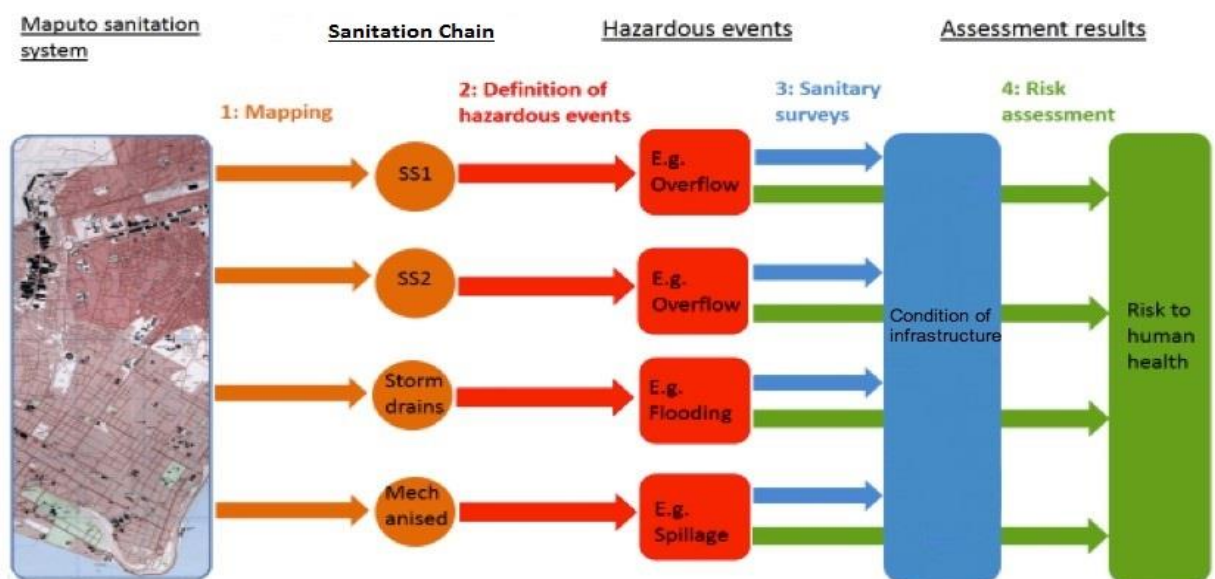 Maputo sanitation
system
Sanitation Chain
Hazardous events
Assessment results
1: Mapping
2: Definition of
hazardous events
3: Sanitary
surveys
4: Risk
assessment
SS1
E.g.
Overflow
SS2
E.g.
Overflow
Storm
drains
E.g.
Flooding
Mech
anised
E.g.
Spillage
Condition of
infrastructure
Risk to
human
health